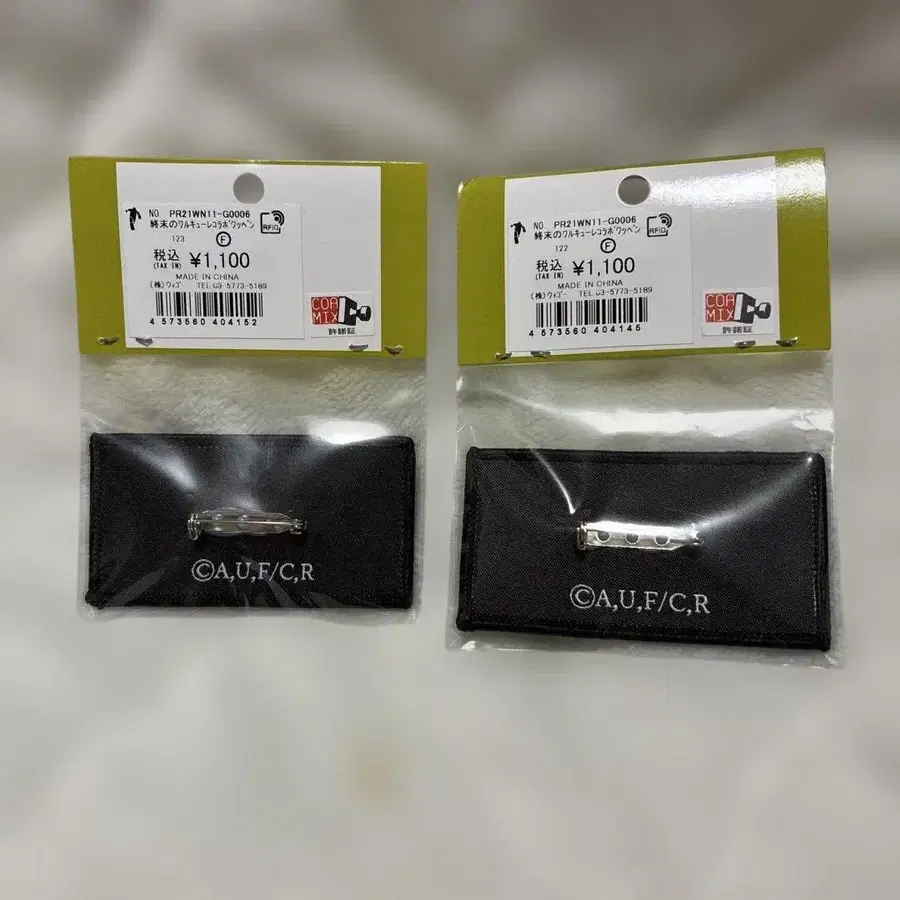 NO PR21WN11-G0006
終末のワルキューレコラボワッペン
RFID
123 F
税込 ¥1,100
(TAX IN)
MADE IN CHINA
(株)ウィゴー TEL 03-5773-5189
4 573560 404152
COA
MIX
許諾証
©A,U,F/C,R
NO PR21WN11-G0006
終末のワルキューレコラボワッペン
RFID
122 F
税込 ¥1,100
(TAX IN)
MADE IN CHINA
(株)ウィゴー TEL 03-5773-5189
4 573560 404145
COA
MIX
許諾証
©A,U,F/C,R